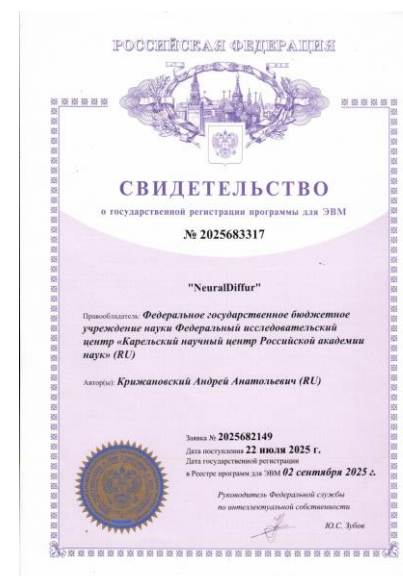 РОССИЙСКАЯ ФЕДЕРАЦИЯ
СВИДЕТЕЛЬСТВО
о государственной регистрации программы для ЭВМ
№ 2025683317
"NeuralDiffur"
Правообладатель: Федеральное государственное бюджетное
учреждение науки Федеральный исследовательский
центр «Карельский научный центр Российской академии
наук» (RU)
Автор(ы): Крижановский Андрей Анатольевич (RU)
Заявка № 2025682149
Дата поступления 22 июля 2025 г.
Дата государственной регистрации
в Реестре программ для ЭВМ 02 сентября 2025 г.
Руководитель Федеральной службы
по интеллектуальной собственности
Ю.С. Зубов